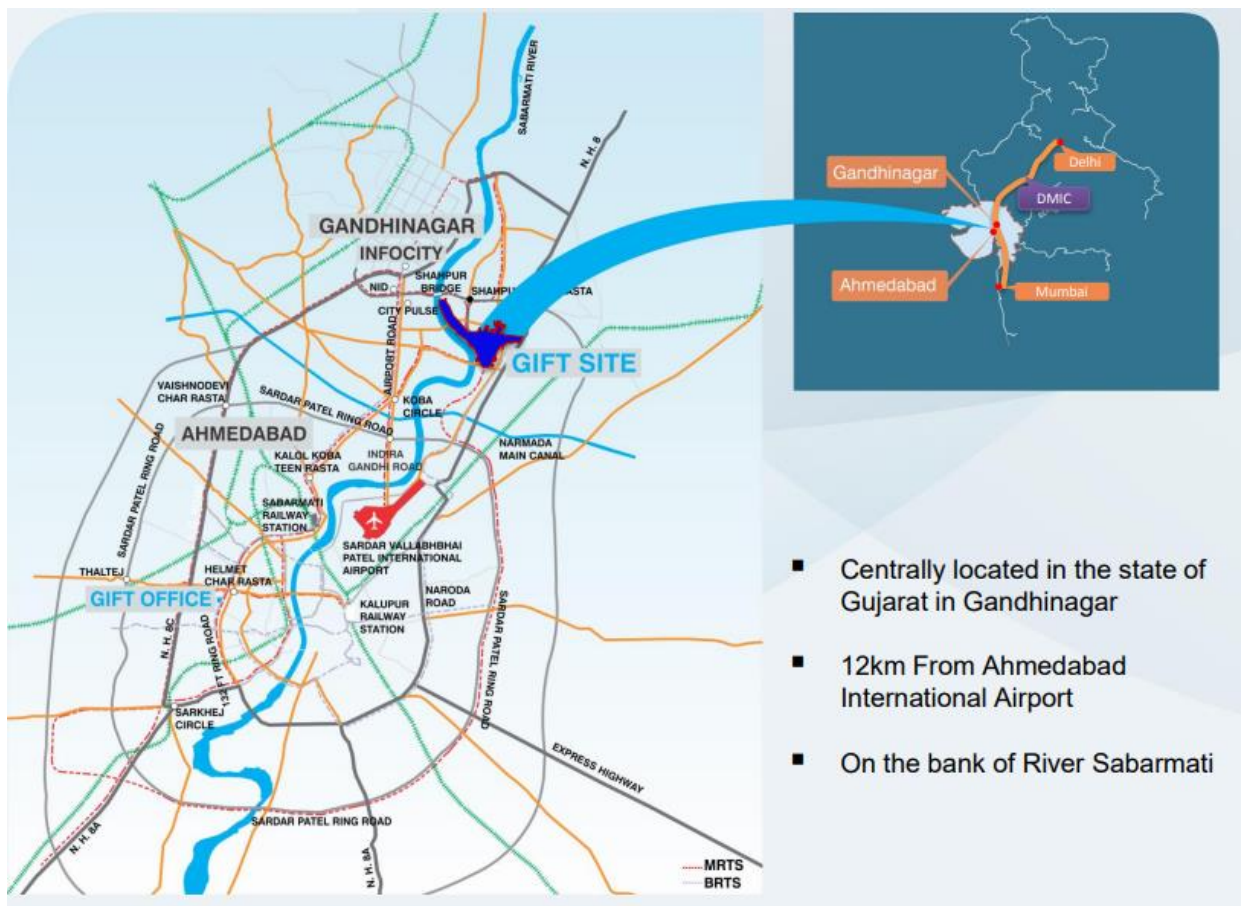 SABARMATI RIVER
N. H. 8
GANDHINAGAR
INFOCITY
SHAHPUR
BRIDGE
NID
CITY PULSE
AIRPORT ROAD
GIFT SITE
VAISHNODEVI
CHAR RASTA
SARDAR PATEL RING ROAD
KOBA
CIRCLE
AHMEDABAD
SARDAR PATEL RING ROAD
KALOL KOBA
TEEN RASTA
INDIRA
GANDHI ROAD
NARMADA
MAIN CANAL
SABARMATI
RAILWAY
STATION
SARDAR VALLABHBHAI
PATEL INTERNATIONAL
AIRPORT
THALTEJ
HELMET
CHAR RASTA
GIFT OFFICE
KALUPUR
RAILWAY
STATION
NARODA
ROAD
SARDAR PATEL RING ROAD
N. H. 8C
132 FT RING ROAD
SARKHEJ
CIRCLE
EXPRESS HIGHWAY
SARDAR PATEL RING ROAD
N. H. 8A
N. H. 8A
MRTS
BRTS
Gandhinagar
Delhi
DMIC
Ahmedabad
Mumbai
▪ Centrally located in the state of
Gujarat in Gandhinagar
▪ 12km From Ahmedabad
International Airport
▪ On the bank of River Sabarmati